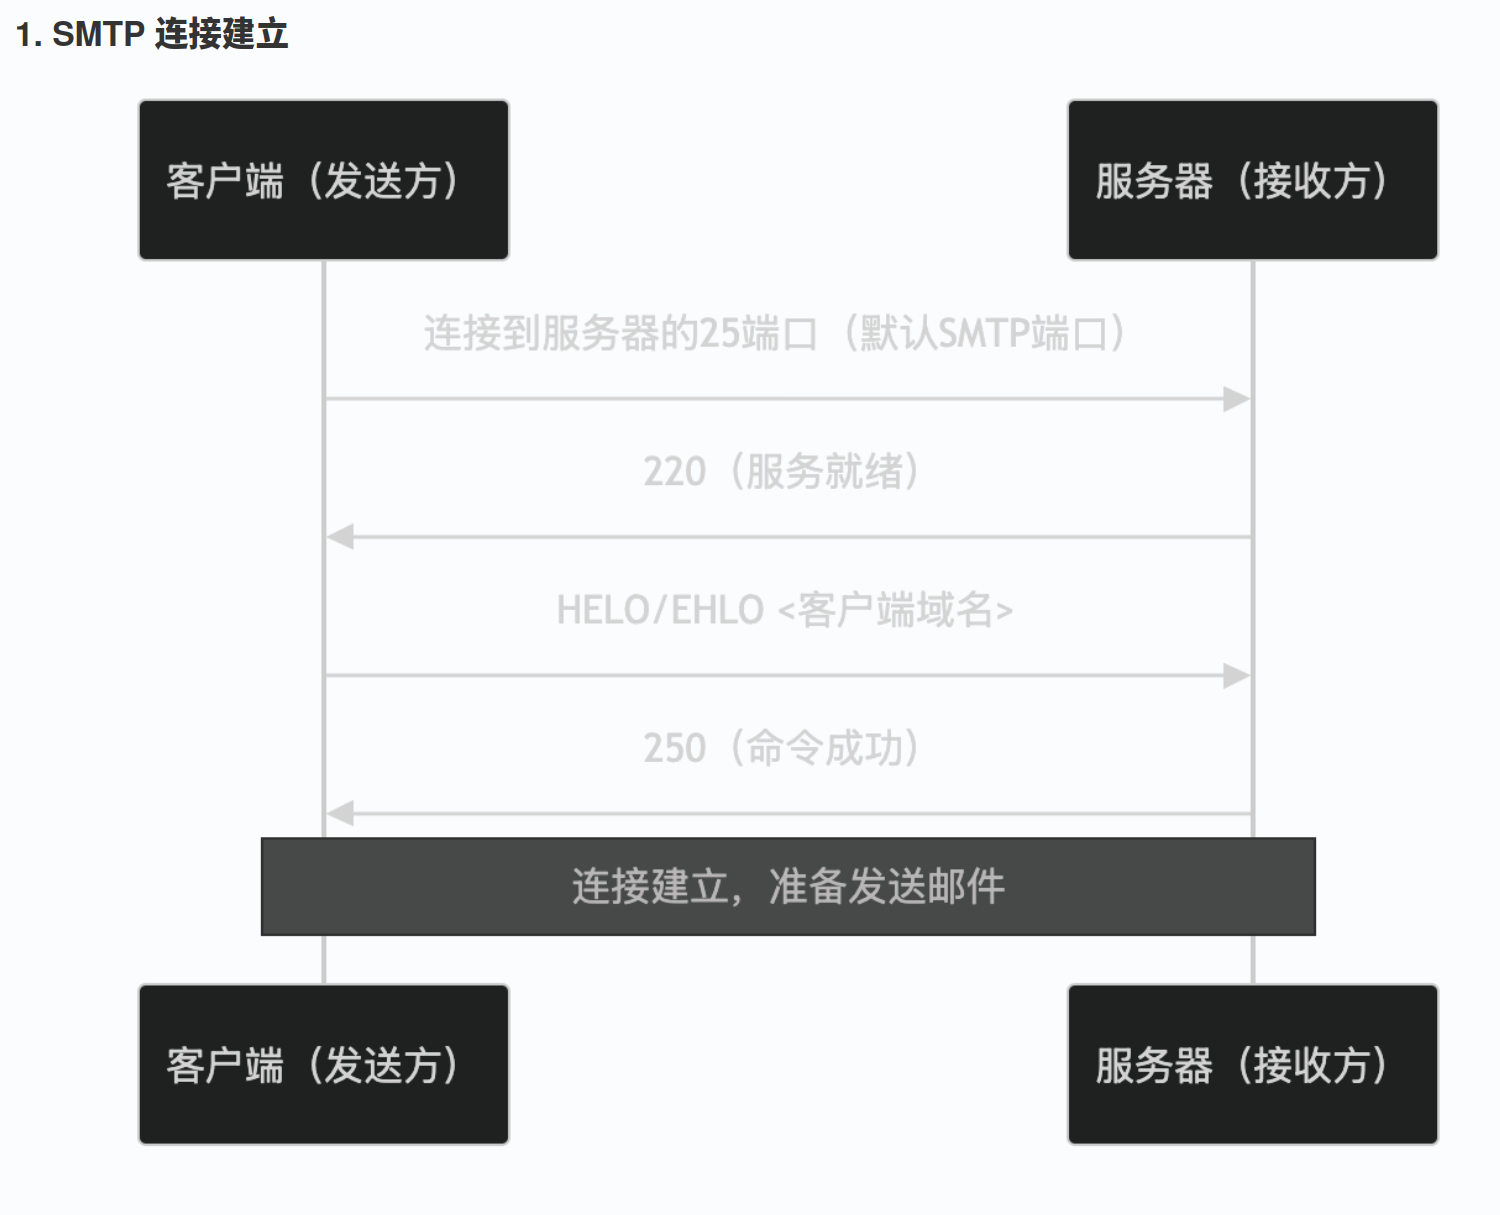 1. SMTP 连接建立
客户端（发送方）
服务器（接收方）
连接到服务器的25端口（默认SMTP端口）
220（服务就绪）
HELO/EHLO <客户端域名>
250（命令成功）
连接建立，准备发送邮件
客户端（发送方）
服务器（接收方）